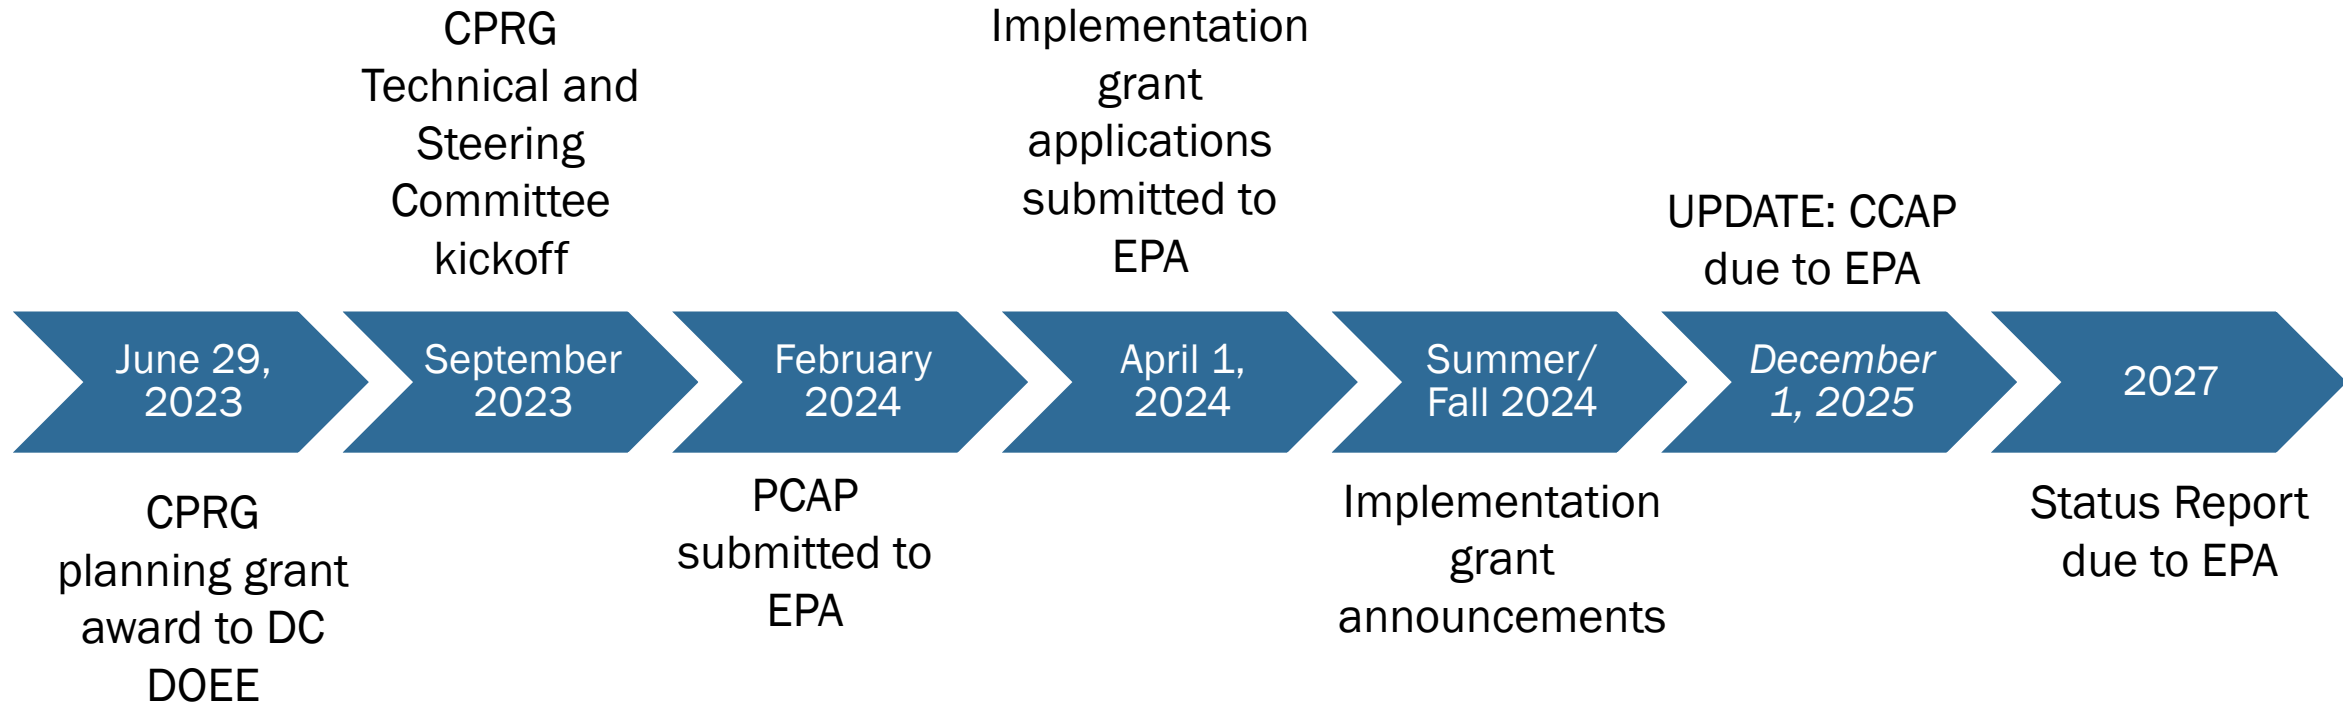 CPRG
Technical and
Steering
Committee
kickoff
Implementation
grant
applications
submitted to
EPA
UPDATE: CCAP
due to EPA
June 29,
2023
September
2023
February
2024
April 1,
2024
Summer/
Fall 2024
December
1, 2025
2027
CPRG
planning grant
award to DC
DOEE
PCAP
submitted to
EPA
Implementation
grant
announcements
Status Report
due to EPA